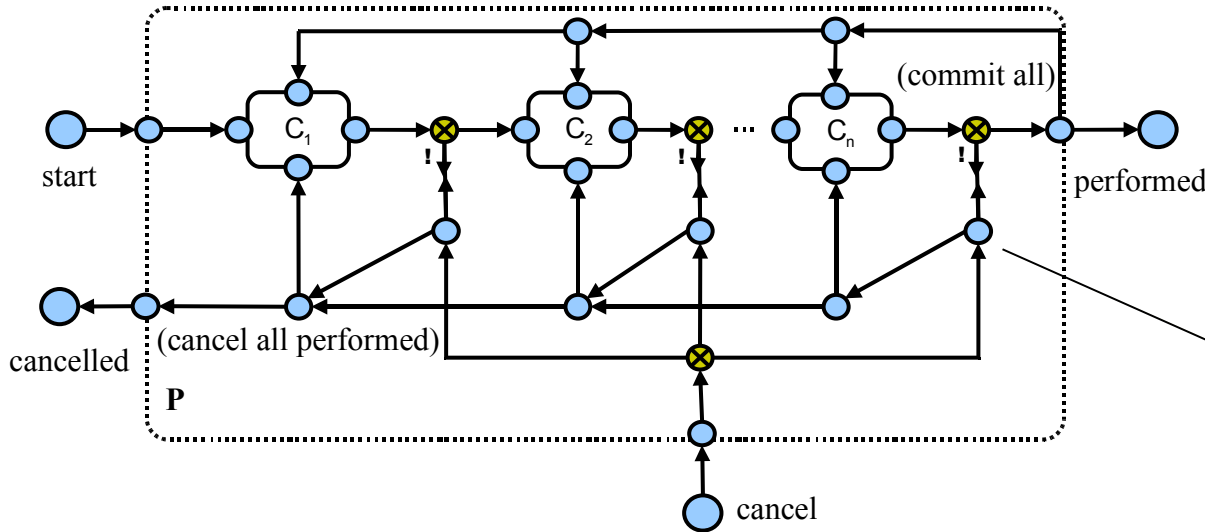 (commit all)
C1
C2
...
Cn
!
!
!
start
performed
(cancel all performed)
cancelled
P
cancel